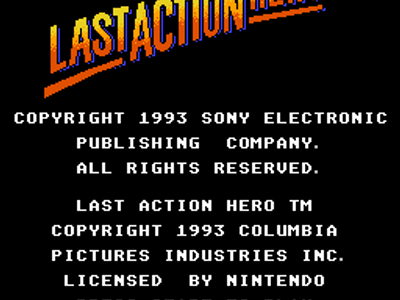 LAST ACTION
COPYRIGHT 1993 SONY ELECTRONIC
PUBLISHING COMPANY.
ALL RIGHTS RESERVED.
LAST ACTION HERO TM
COPYRIGHT 1993 COLUMBIA
PICTURES INDUSTRIES INC.
LICENSED BY NINTENDO